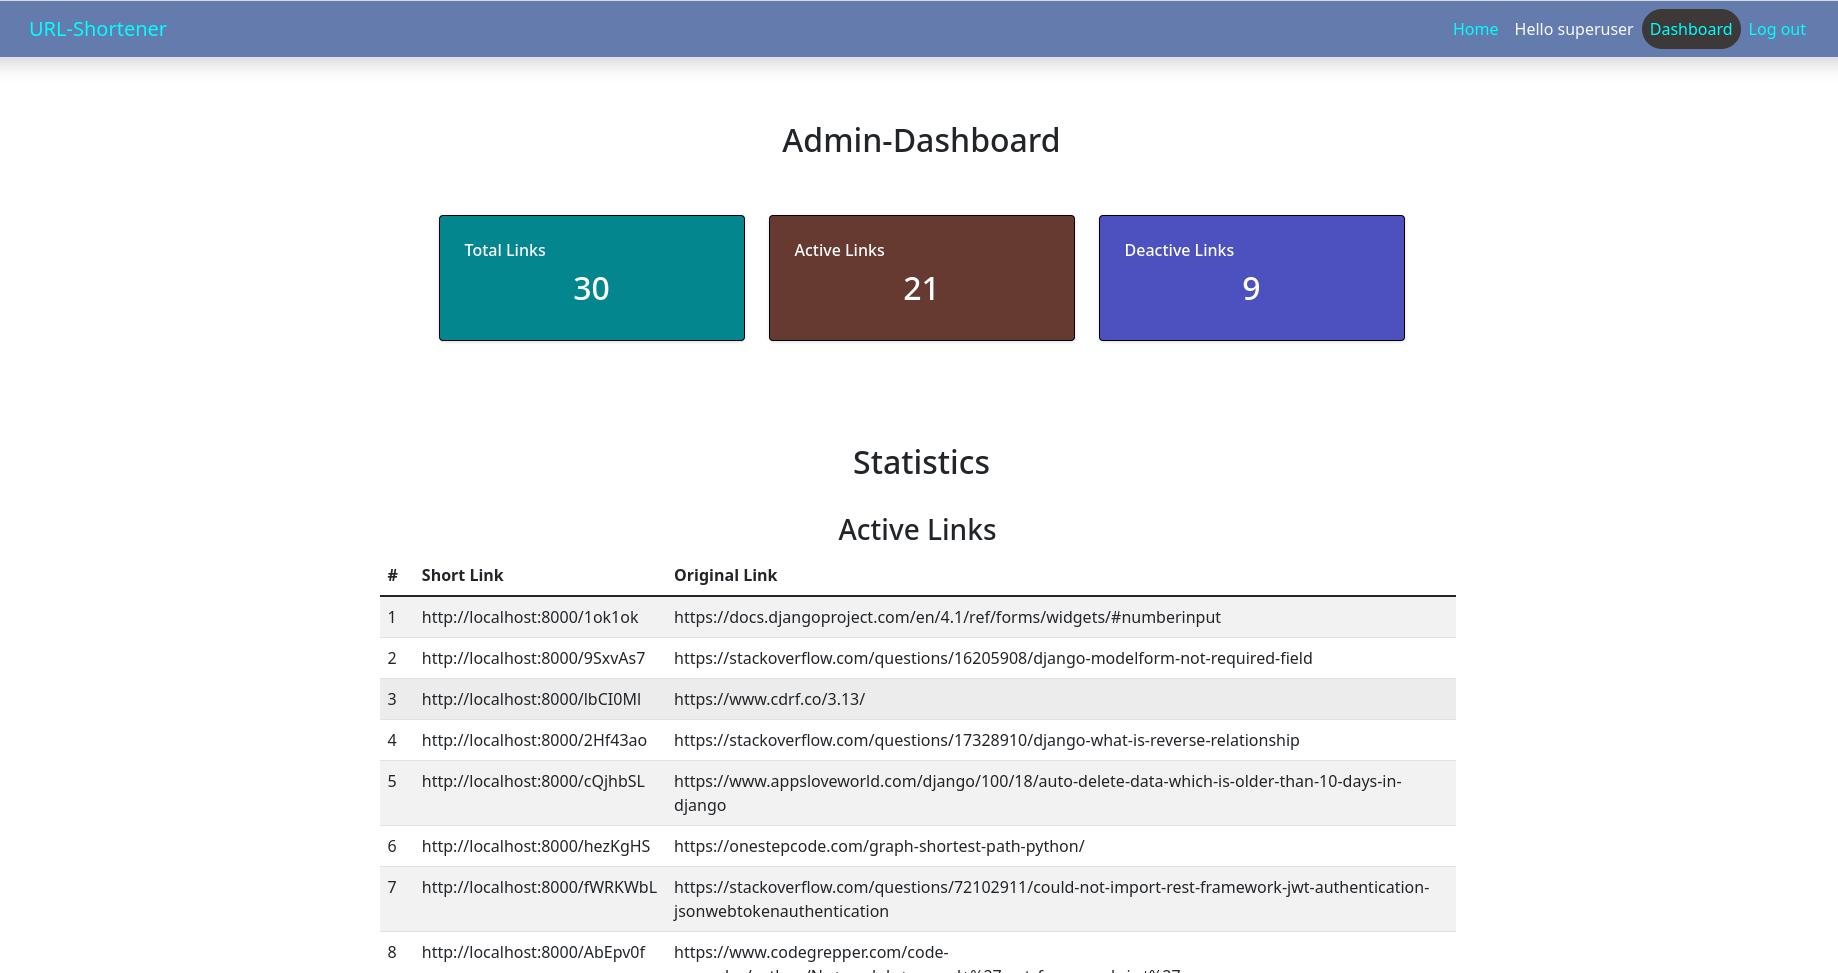 URL-Shortener Home Hello superuser Dashboard Log out
Admin-Dashboard
Total Links Active Links Deactive Links
30 21 9
Statistics
Active Links
# Short Link Original Link
1 http://localhost:8000/1ok1ok https://docs.djangoproject.com/en/4.1/ref/forms/widgets/#numberinput
2 http://localhost:8000/9SxvAs7 https://stackoverflow.com/questions/16205908/django-modelform-not-required-field
3 http://localhost:8000/lbCI0Ml https://www.cdrf.co/3.13/
4 http://localhost:8000/2Hf43ao https://stackoverflow.com/questions/17328910/django-what-is-reverse-relationship
5 http://localhost:8000/cQjhbSL https://www.appsloveworld.com/django/100/18/auto-delete-data-which-is-older-than-10-days-in-
django
6 http://localhost:8000/hezKgHS https://onestepcode.com/graph-shortest-path-python/
7 http://localhost:8000/fWRKWbL https://stackoverflow.com/questions/72102911/could-not-import-rest-framework-jwt-authentication-
jsonwebtokenauthentication
8 http://localhost:8000/AbEpv0f https://www.codegrepper.com/code-